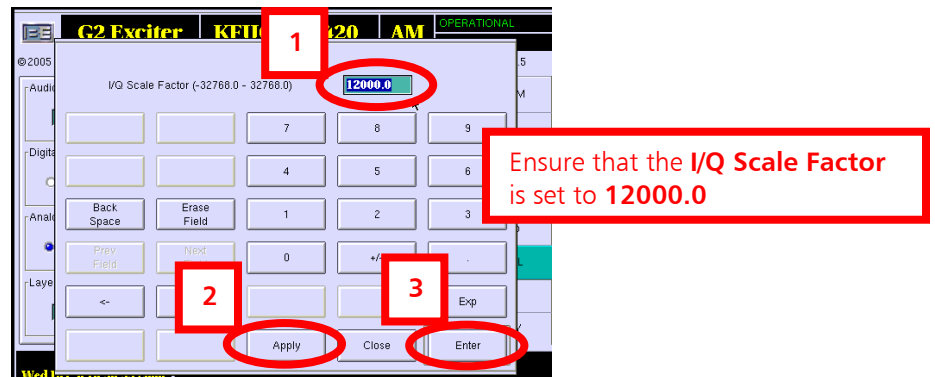 G2 Exciter
420 AM
OPERATIONAL
1
©2005
I/Q Scale Factor (-32768.0 - 32768.0)
12000.0
7
8
9
4
5
6
Ensure that the I/Q Scale Factor
is set to 12000.0
Back
Space
Erase
Field
1
2
3
Prev
Field
Next
0
+/-
.
2
3
<-
Exp
Apply
Close
Enter
Wed